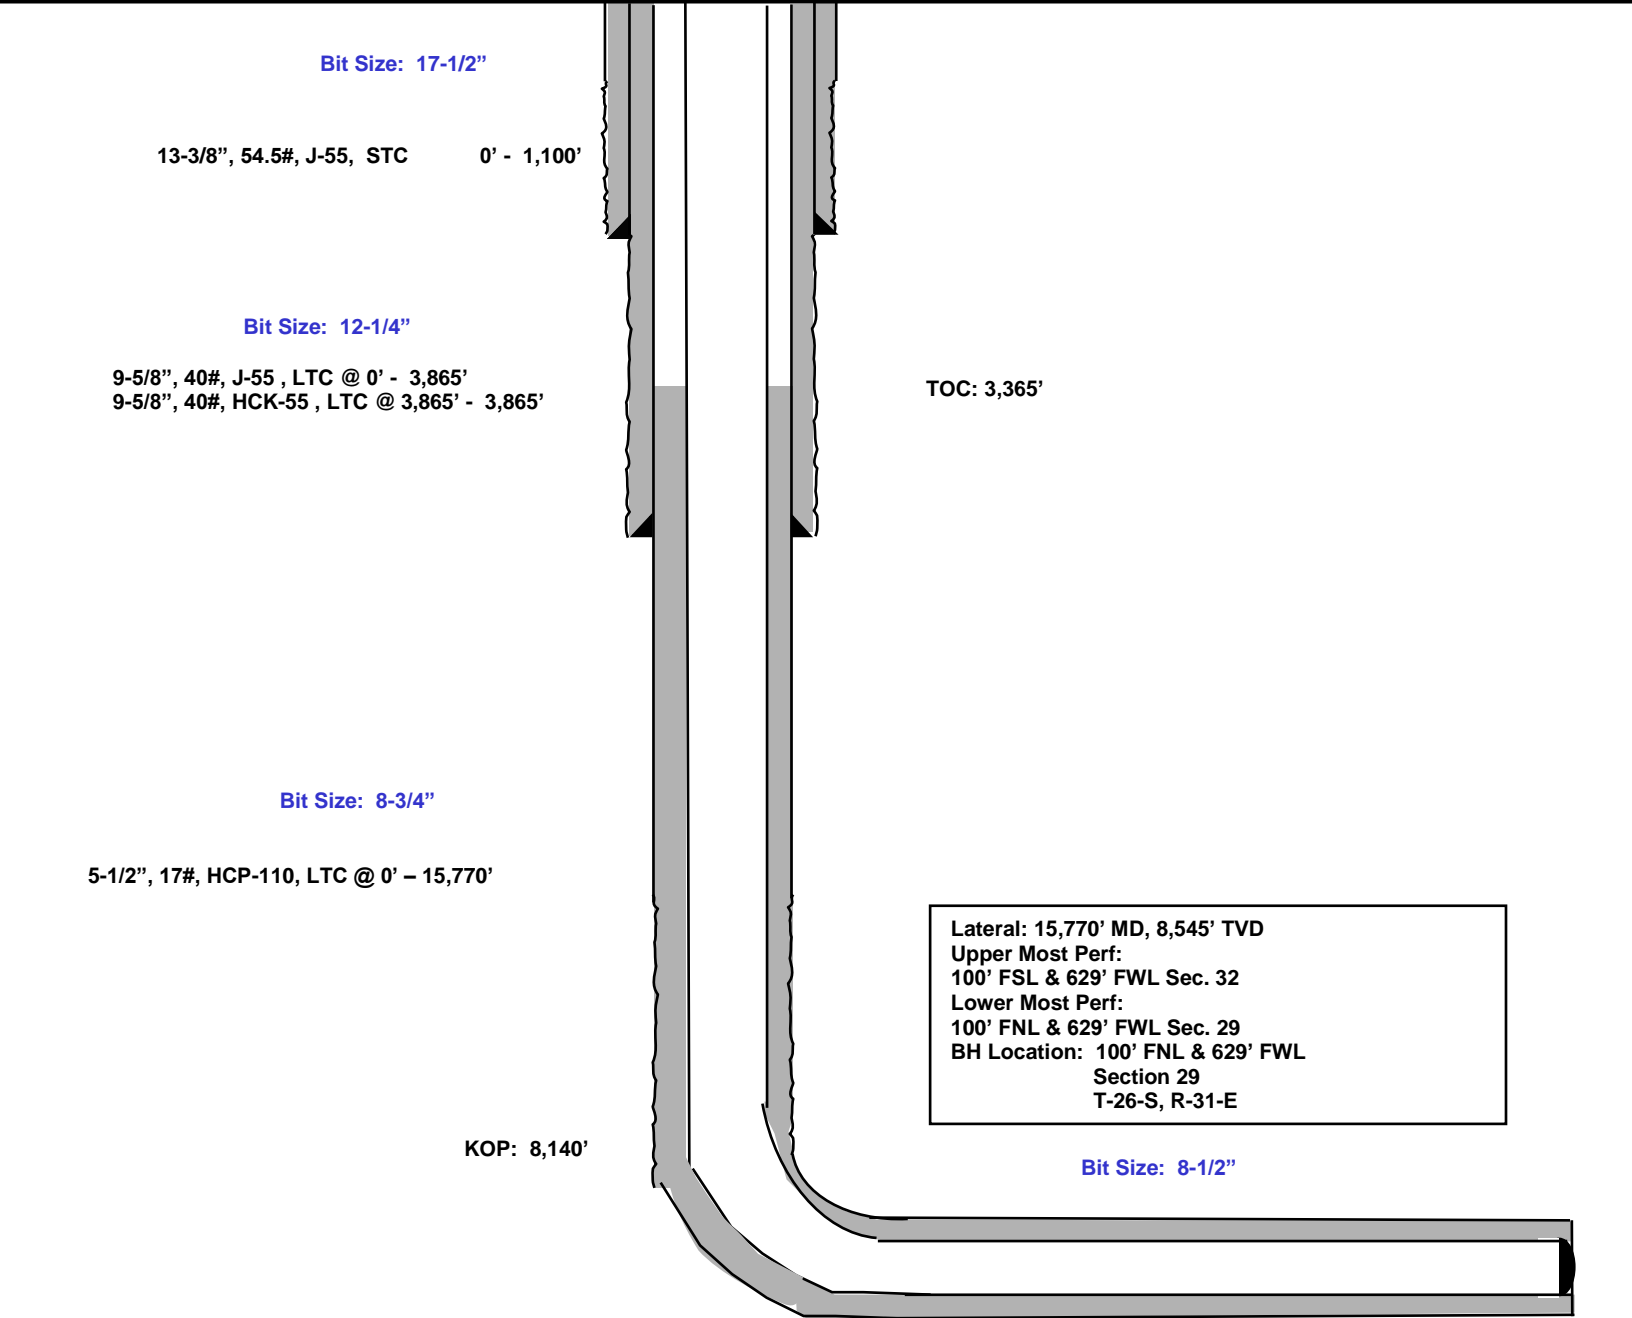 Bit Size: 17-1/2”
13-3/8”, 54.5#, J-55, STC 0’ - 1,100’
Bit Size: 12-1/4”
9-5/8”, 40#, J-55 , LTC @ 0’ - 3,865’
9-5/8”, 40#, HCK-55 , LTC @ 3,865’ - 3,865’
TOC: 3,365’
Bit Size: 8-3/4”
5-1/2”, 17#, HCP-110, LTC @ 0’ – 15,770’
Lateral: 15,770’ MD, 8,545’ TVD
Upper Most Perf:
100’ FSL & 629’ FWL Sec. 32
Lower Most Perf:
100’ FNL & 629’ FWL Sec. 29
BH Location: 100’ FNL & 629’ FWL
Section 29
T-26-S, R-31-E
KOP: 8,140’
Bit Size: 8-1/2”